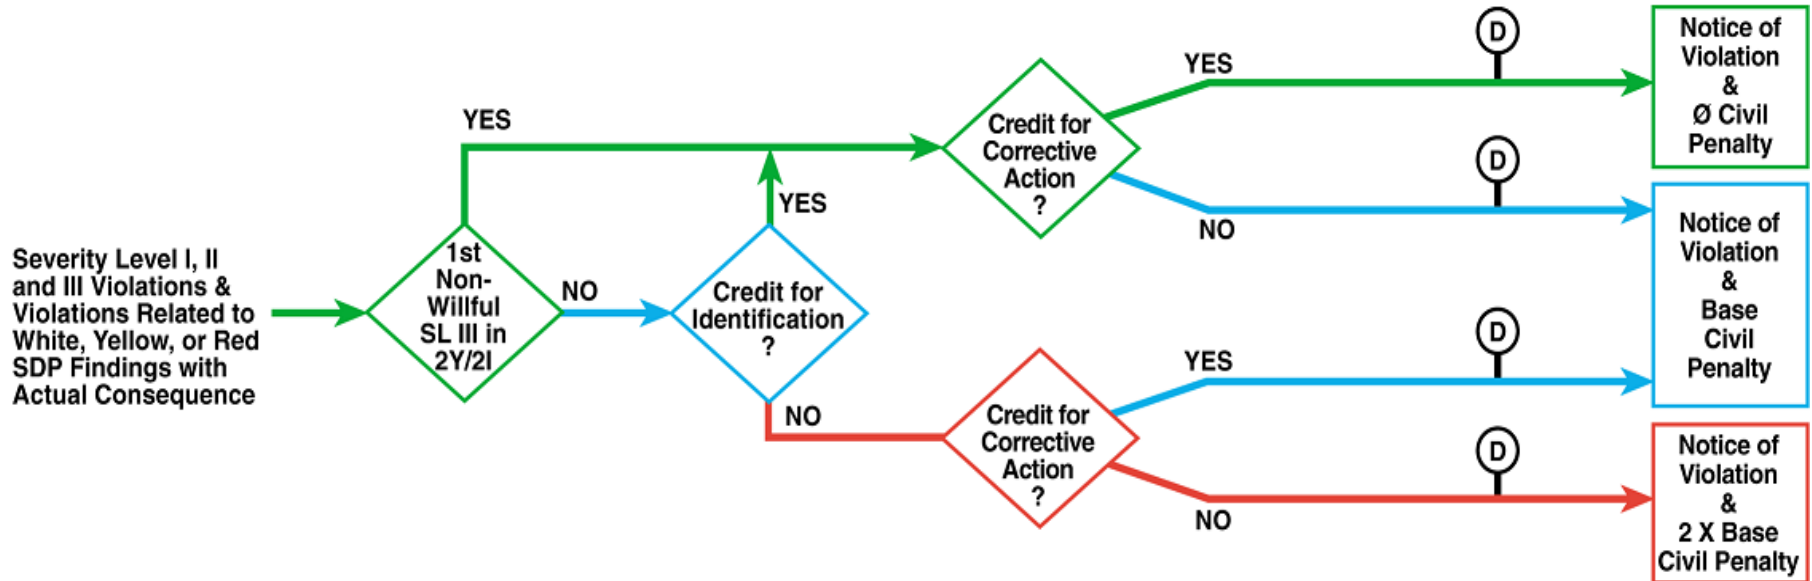 Severity Level I, II
and III Violations &
Violations Related to
White, Yellow, or Red
SDP Findings with
Actual Consequence
1st
Non-
Willful
SL III in
2Y/2I
YES
NO
Credit for
Identification
?
YES
NO
Credit for
Corrective
Action
?
YES
D
NO
D
Credit for
Corrective
Action
?
YES
D
NO
D
Notice of
Violation
&
Ø Civil
Penalty
Notice of
Violation
&
Base
Civil
Penalty
Notice of
Violation
&
2 X Base
Civil Penalty